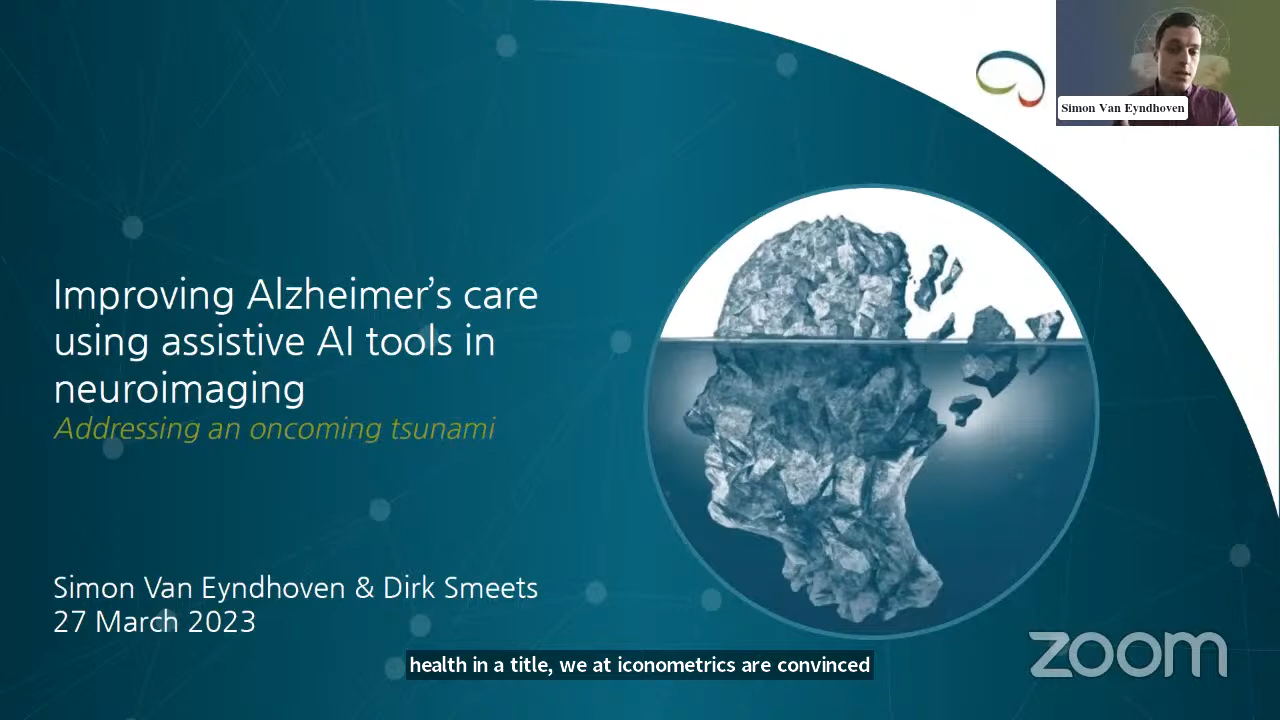 Simon Van Eyndhoven
Improving Alzheimer's care
using assistive AI tools in
neuroimaging
Addressing an oncoming tsunami
Simon Van Eyndhoven & Dirk Smeets
27 March 2023
health in a title, we at iconometrics are convinced
zoom